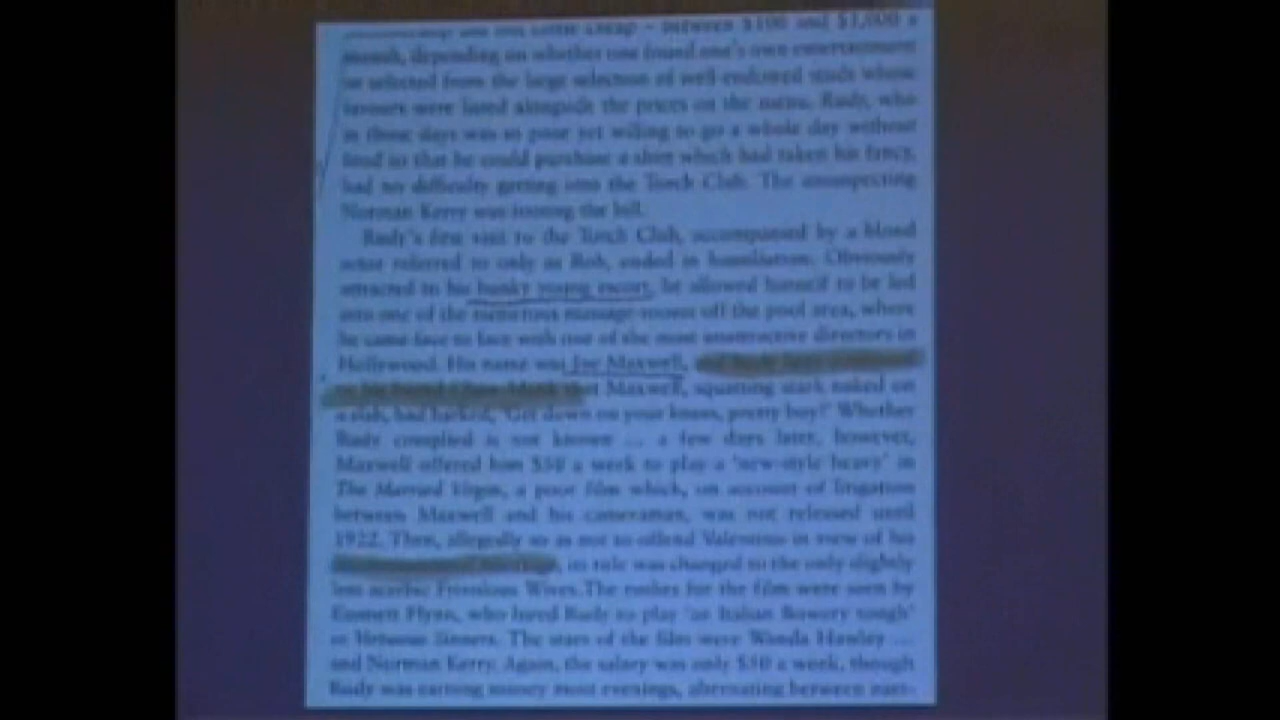 between $100 and $1,000 a
month, depending on whether one found one's own entertainment
or selected from the large selection of well-endowed studs whose
favours were listed alongside the prices on the menu. Rudy, who
in those days was so poor yet willing to go a whole day without
food so that he could purchase a shirt which had taken his fancy,
had no difficulty getting into the Torch Club. The unsuspecting
Norman Kerry was footing the bill.
Rudy's first visit to the Torch Club, accompanied by a blond
actor referred to only as Rob, ended in humiliation. Obviously
attracted to his hunky young escort, he allowed himself to be led
into one of the notorious massage-rooms off the pool area, where
he came face to face with one of the most unattractive directors in
Hollywood. His name was Joe Maxwell,
that Maxwell, squatting stark naked on
a slab, had barked, 'Get down on your knees, pretty boy!' Whether
Rudy complied is not known ... a few days later, however,
Maxwell offered him $50 a week to play a 'new-style heavy' in
The Married Virgin, a poor film which, on account of litigation
between Maxwell and his cameraman, was not released until
1922. Then, allegedly so as not to offend Valentino in view of his
its title was changed to the only slightly
less acerbic Frivolous Wives. The rushes for the film were seen by
Emmett Flynn, who hired Rudy to play 'an Italian Bowery tough'
in Virtuous Sinners. The stars of the film were Wanda Hawley ...
and Norman Kerry. Again, the salary was only $50 a week, though
Rudy was earning money most evenings, alternating between